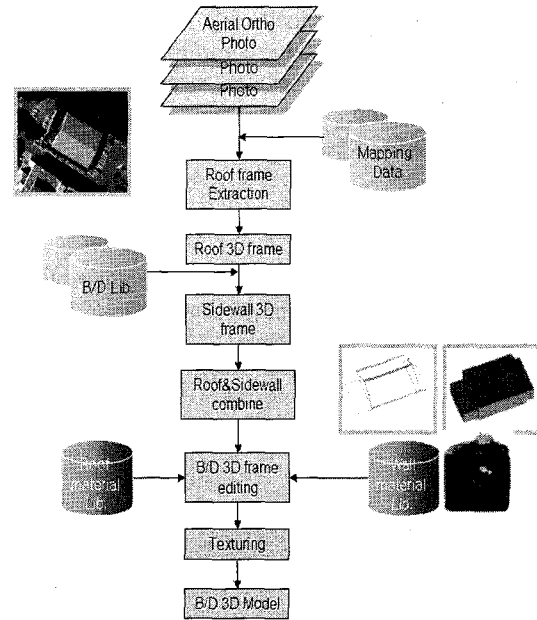 Aerial Ortho
Photo
Photo
Photo
Mapping
Data
Roof frame
Extraction
Roof 3D frame
B/D Lib.
Sidewall 3D
frame
Roof&Sidewall
combine
Roof
material
Lib
B/D 3D frame
editing
Wall
material
Lib
Texturing
B/D 3D Model